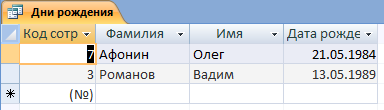 Дни рождения
Код сотр Фамилия Имя Дата рожде
7 Афонин Олег 21.05.1984
3 Романов Вадим 13.05.1989
* (№)